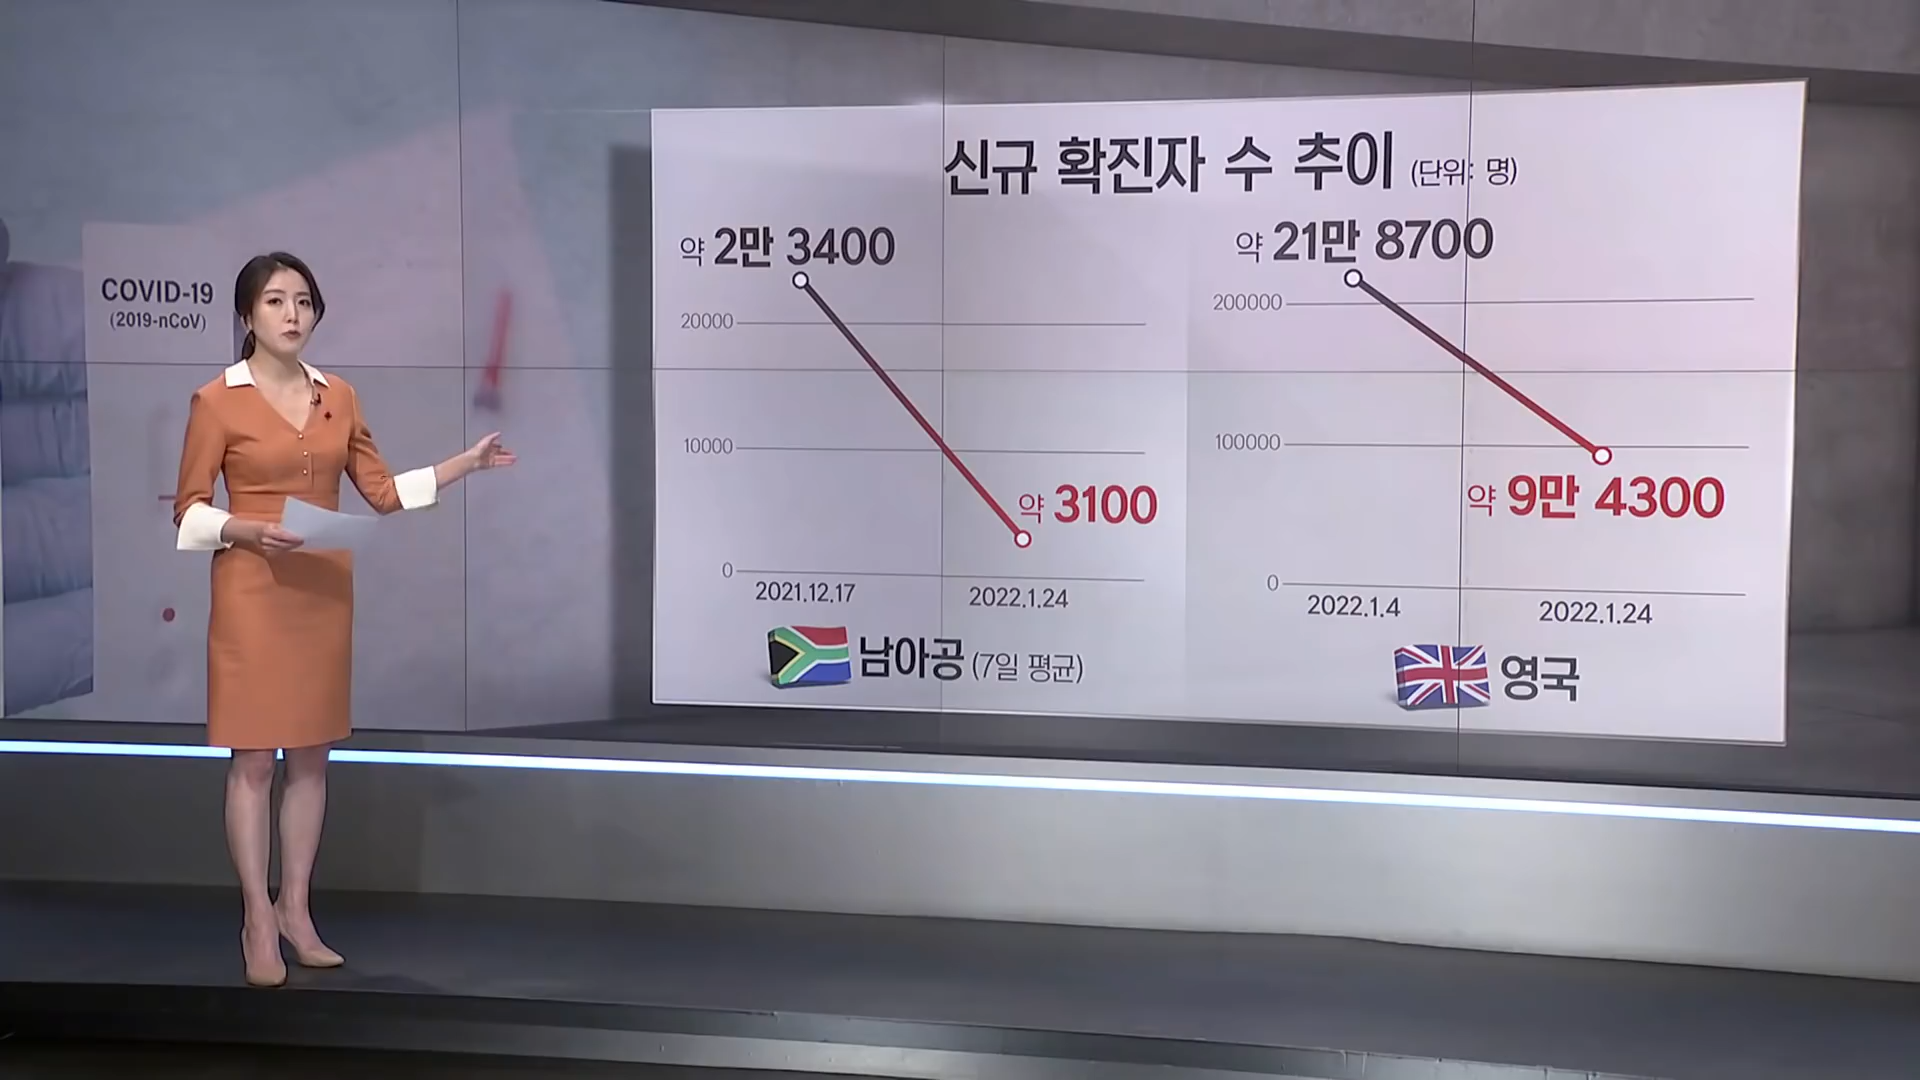 COVID-19
(2019-nCoV)
신규 확진자 수 추이 (단위: 명)
약 2만 3400
20000
10000
약 3100
0
2021.12.17
2022.1.24
남아공 (7일 평균)
약 21만 8700
200000
100000
약 9만 4300
0
2022.1.4
2022.1.24
영국